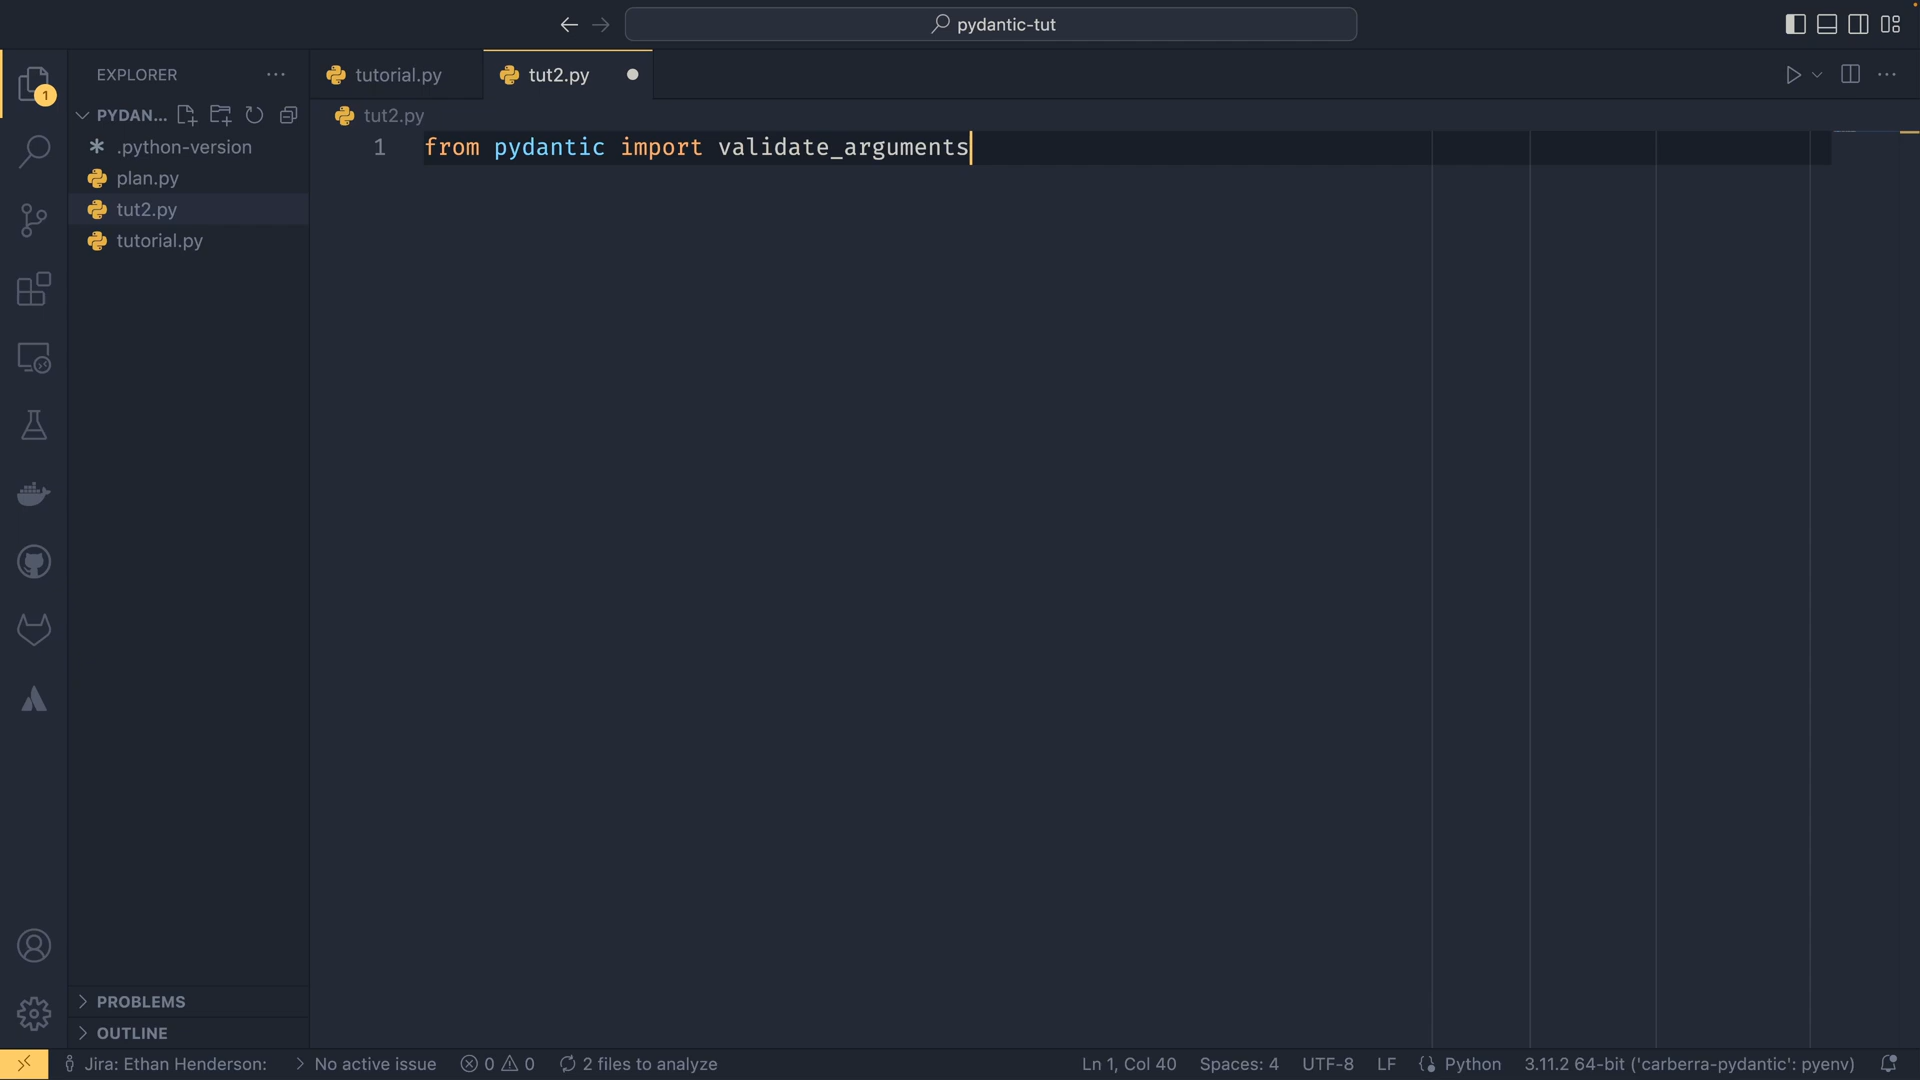 pydantic-tut
EXPLORER
tutorial.py
tut2.py
PYDAN...
tut2.py
1 from pydantic import validate_arguments
.python-version
plan.py
tut2.py
tutorial.py
1
PROBLEMS
OUTLINE
Jira: Ethan Henderson: No active issue 0 0 2 files to analyze Ln 1, Col 40 Spaces: 4 UTF-8 LF Python 3.11.2 64-bit ('carberra-pydantic': pyenv)